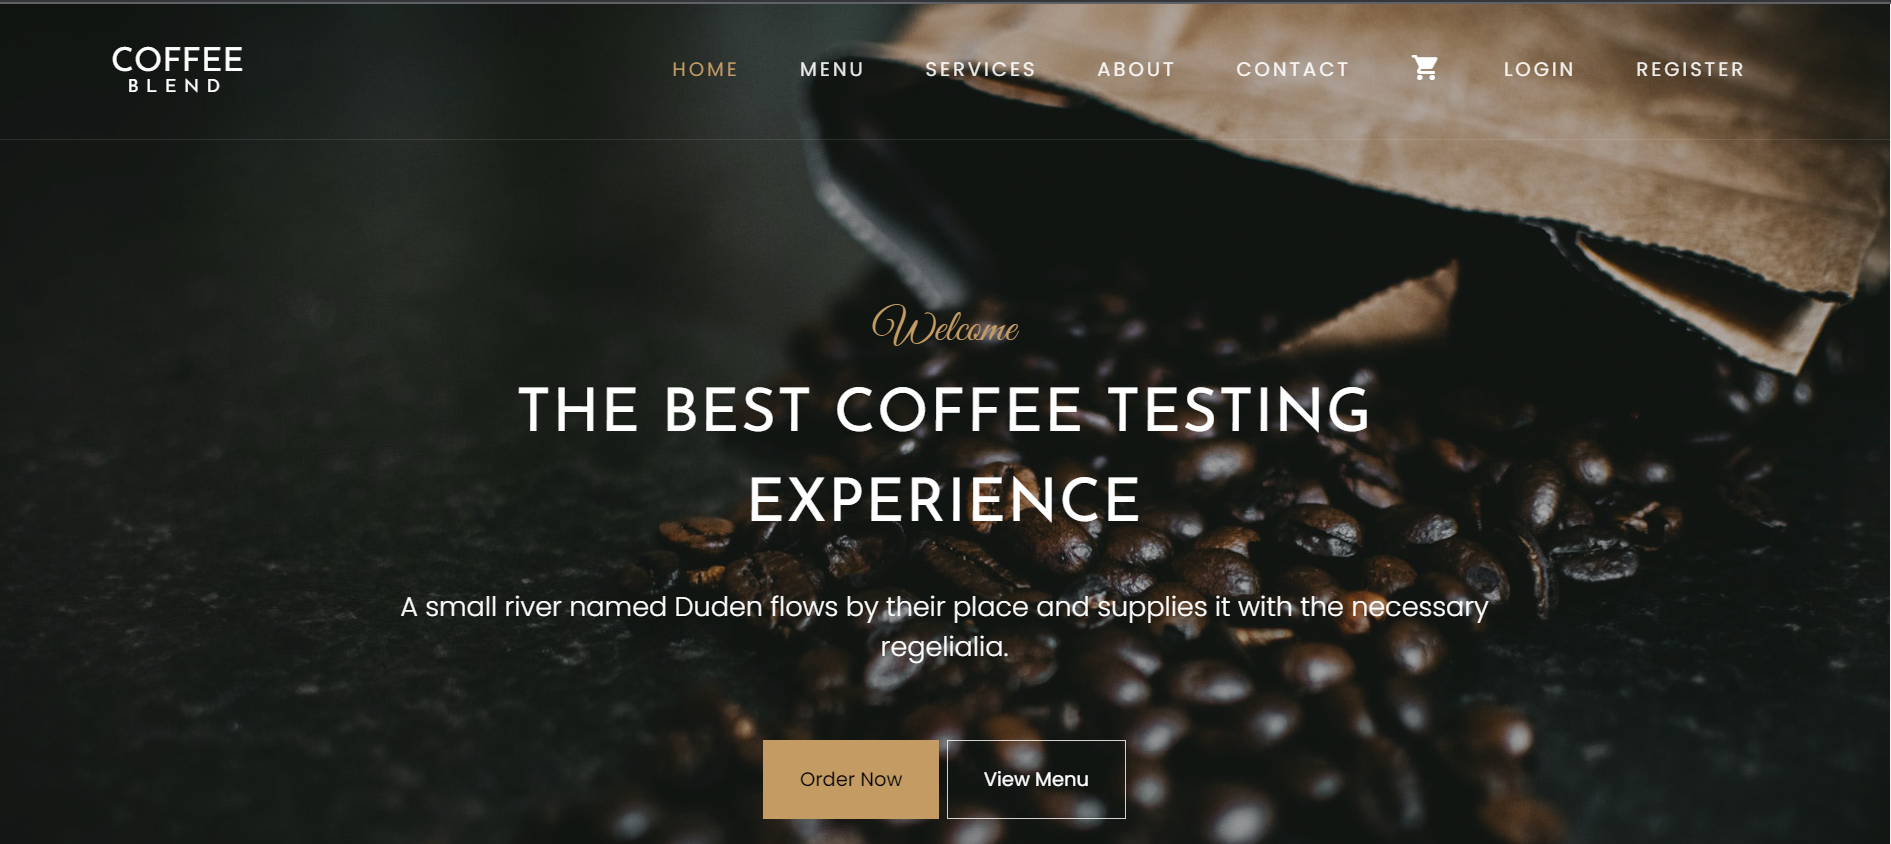 COFFEE
BLEND
HOME MENU SERVICES ABOUT CONTACT LOGIN REGISTER
Welcome
THE BEST COFFEE TESTING
EXPERIENCE
A small river named Duden flows by their place and supplies it with the necessary
regelialia.
Order Now View Menu